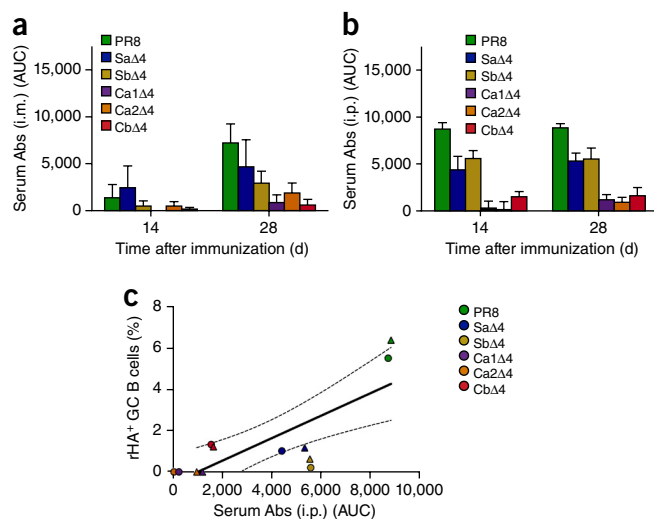 a
Serum Abs (i.m.) (AUC)
15,000
10,000
5,000
0
PR8
SaΔ4
SbΔ4
Ca1Δ4
Ca2Δ4
CbΔ4
14
28
Time after immunization (d)
b
Serum Abs (i.p.) (AUC)
15,000
10,000
5,000
0
PR8
SaΔ4
SbΔ4
Ca1Δ4
Ca2Δ4
CbΔ4
14
28
Time after immunization (d)
c
rHA⁺ GC B cells (%)
8
6
4
2
0
0 2,000 4,000 6,000 8,000 10,000
Serum Abs (i.p.) (AUC)
PR8
SaΔ4
SbΔ4
Ca1Δ4
Ca2Δ4
CbΔ4